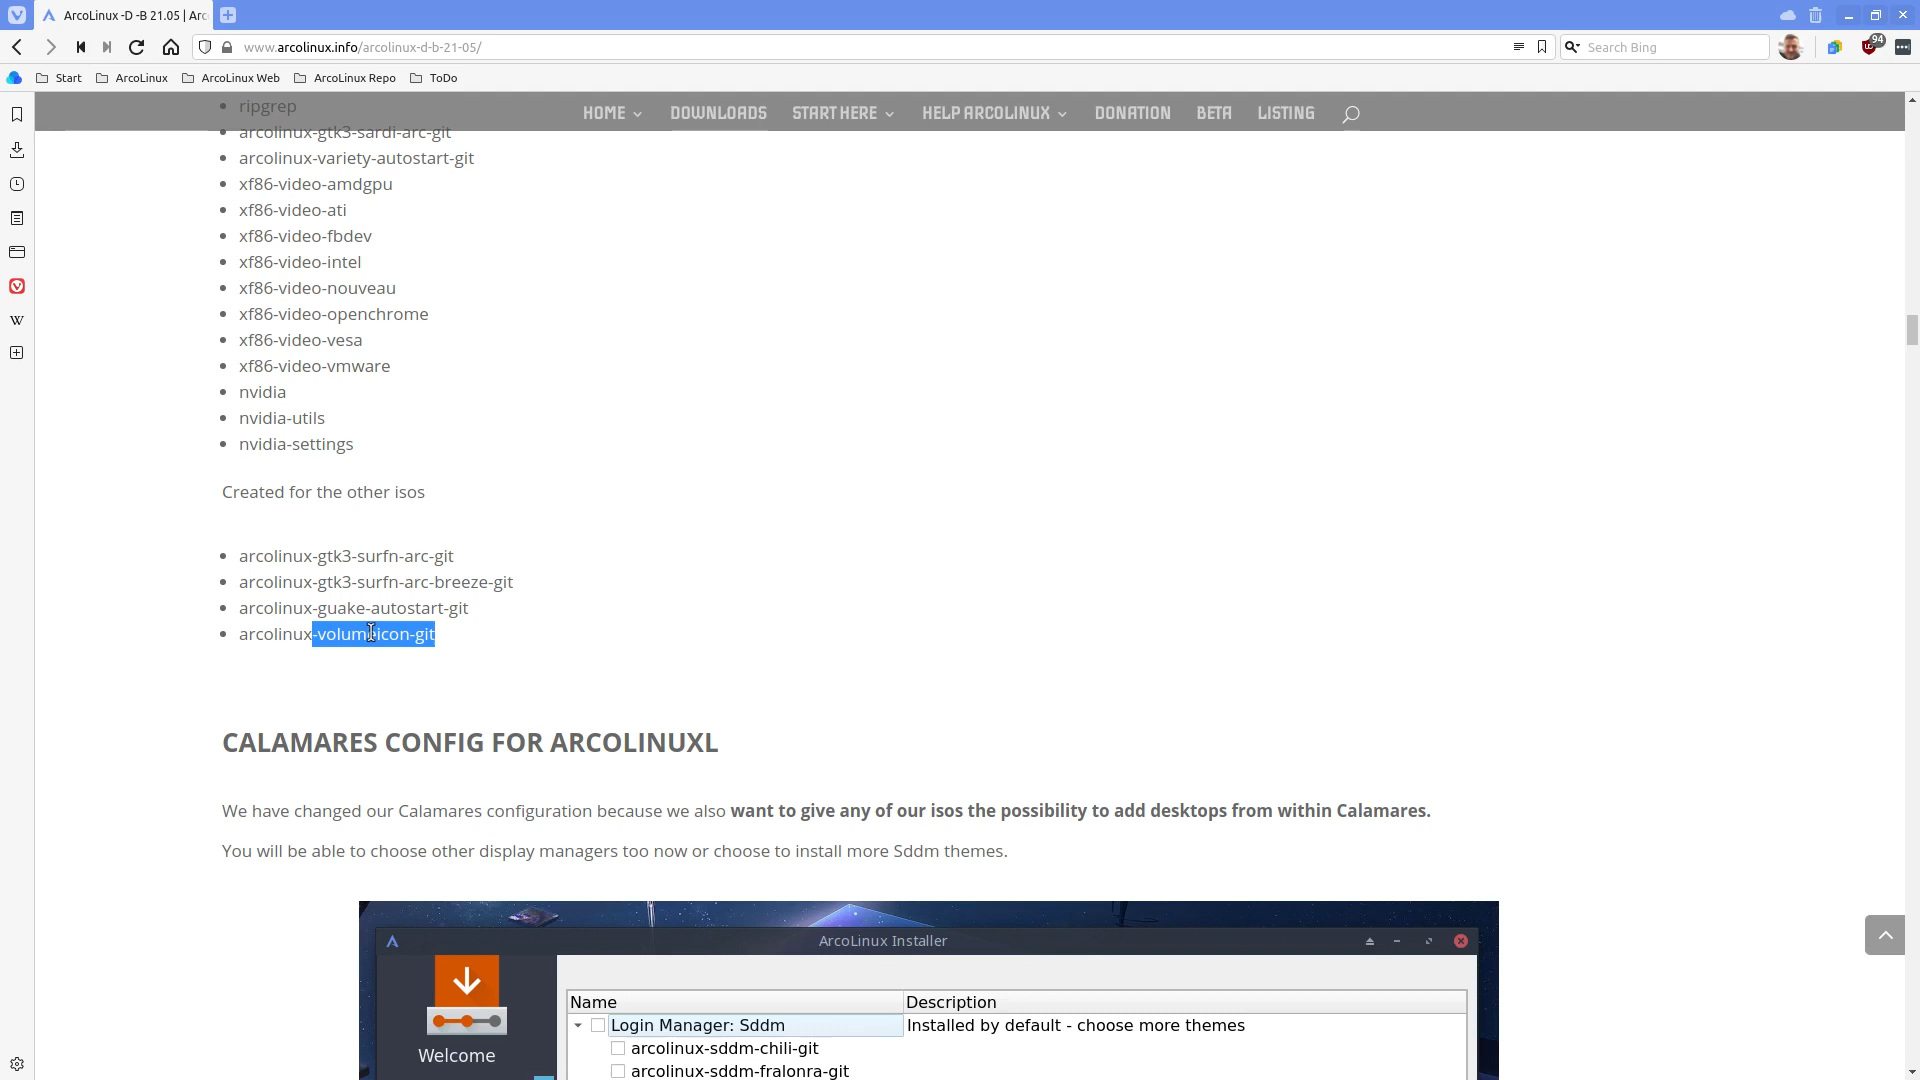 ArcoLinux -D -B 21.05 | Arc
www.arcolinux.info/arcolinux-d-b-21-05/
Search Bing
94
Start
ArcoLinux
ArcoLinux Web
ArcoLinux Repo
ToDo
HOME
DOWNLOADS
START HERE
HELP ARCOLINUX
DONATION
BETA
LISTING
ripgrep
arcolinux-gtk3-sardi-arc-git
arcolinux-variety-autostart-git
xf86-video-amdgpu
xf86-video-ati
xf86-video-fbdev
xf86-video-intel
xf86-video-nouveau
xf86-video-openchrome
xf86-video-vesa
xf86-video-vmware
nvidia
nvidia-utils
nvidia-settings
Created for the other isos
arcolinux-gtk3-surfn-arc-git
arcolinux-gtk3-surfn-arc-breeze-git
arcolinux-guake-autostart-git
arcolinux-volumeicon-git
CALAMARES CONFIG FOR ARCOLINUXL
We have changed our Calamares configuration because we also want to give any of our isos the possibility to add desktops from within Calamares.
You will be able to choose other display managers too now or choose to install more Sddm themes.
ArcoLinux Installer
Welcome
Name
Description
Login Manager: Sddm
Installed by default - choose more themes
arcolinux-sddm-chili-git
arcolinux-sddm-fralonra-git